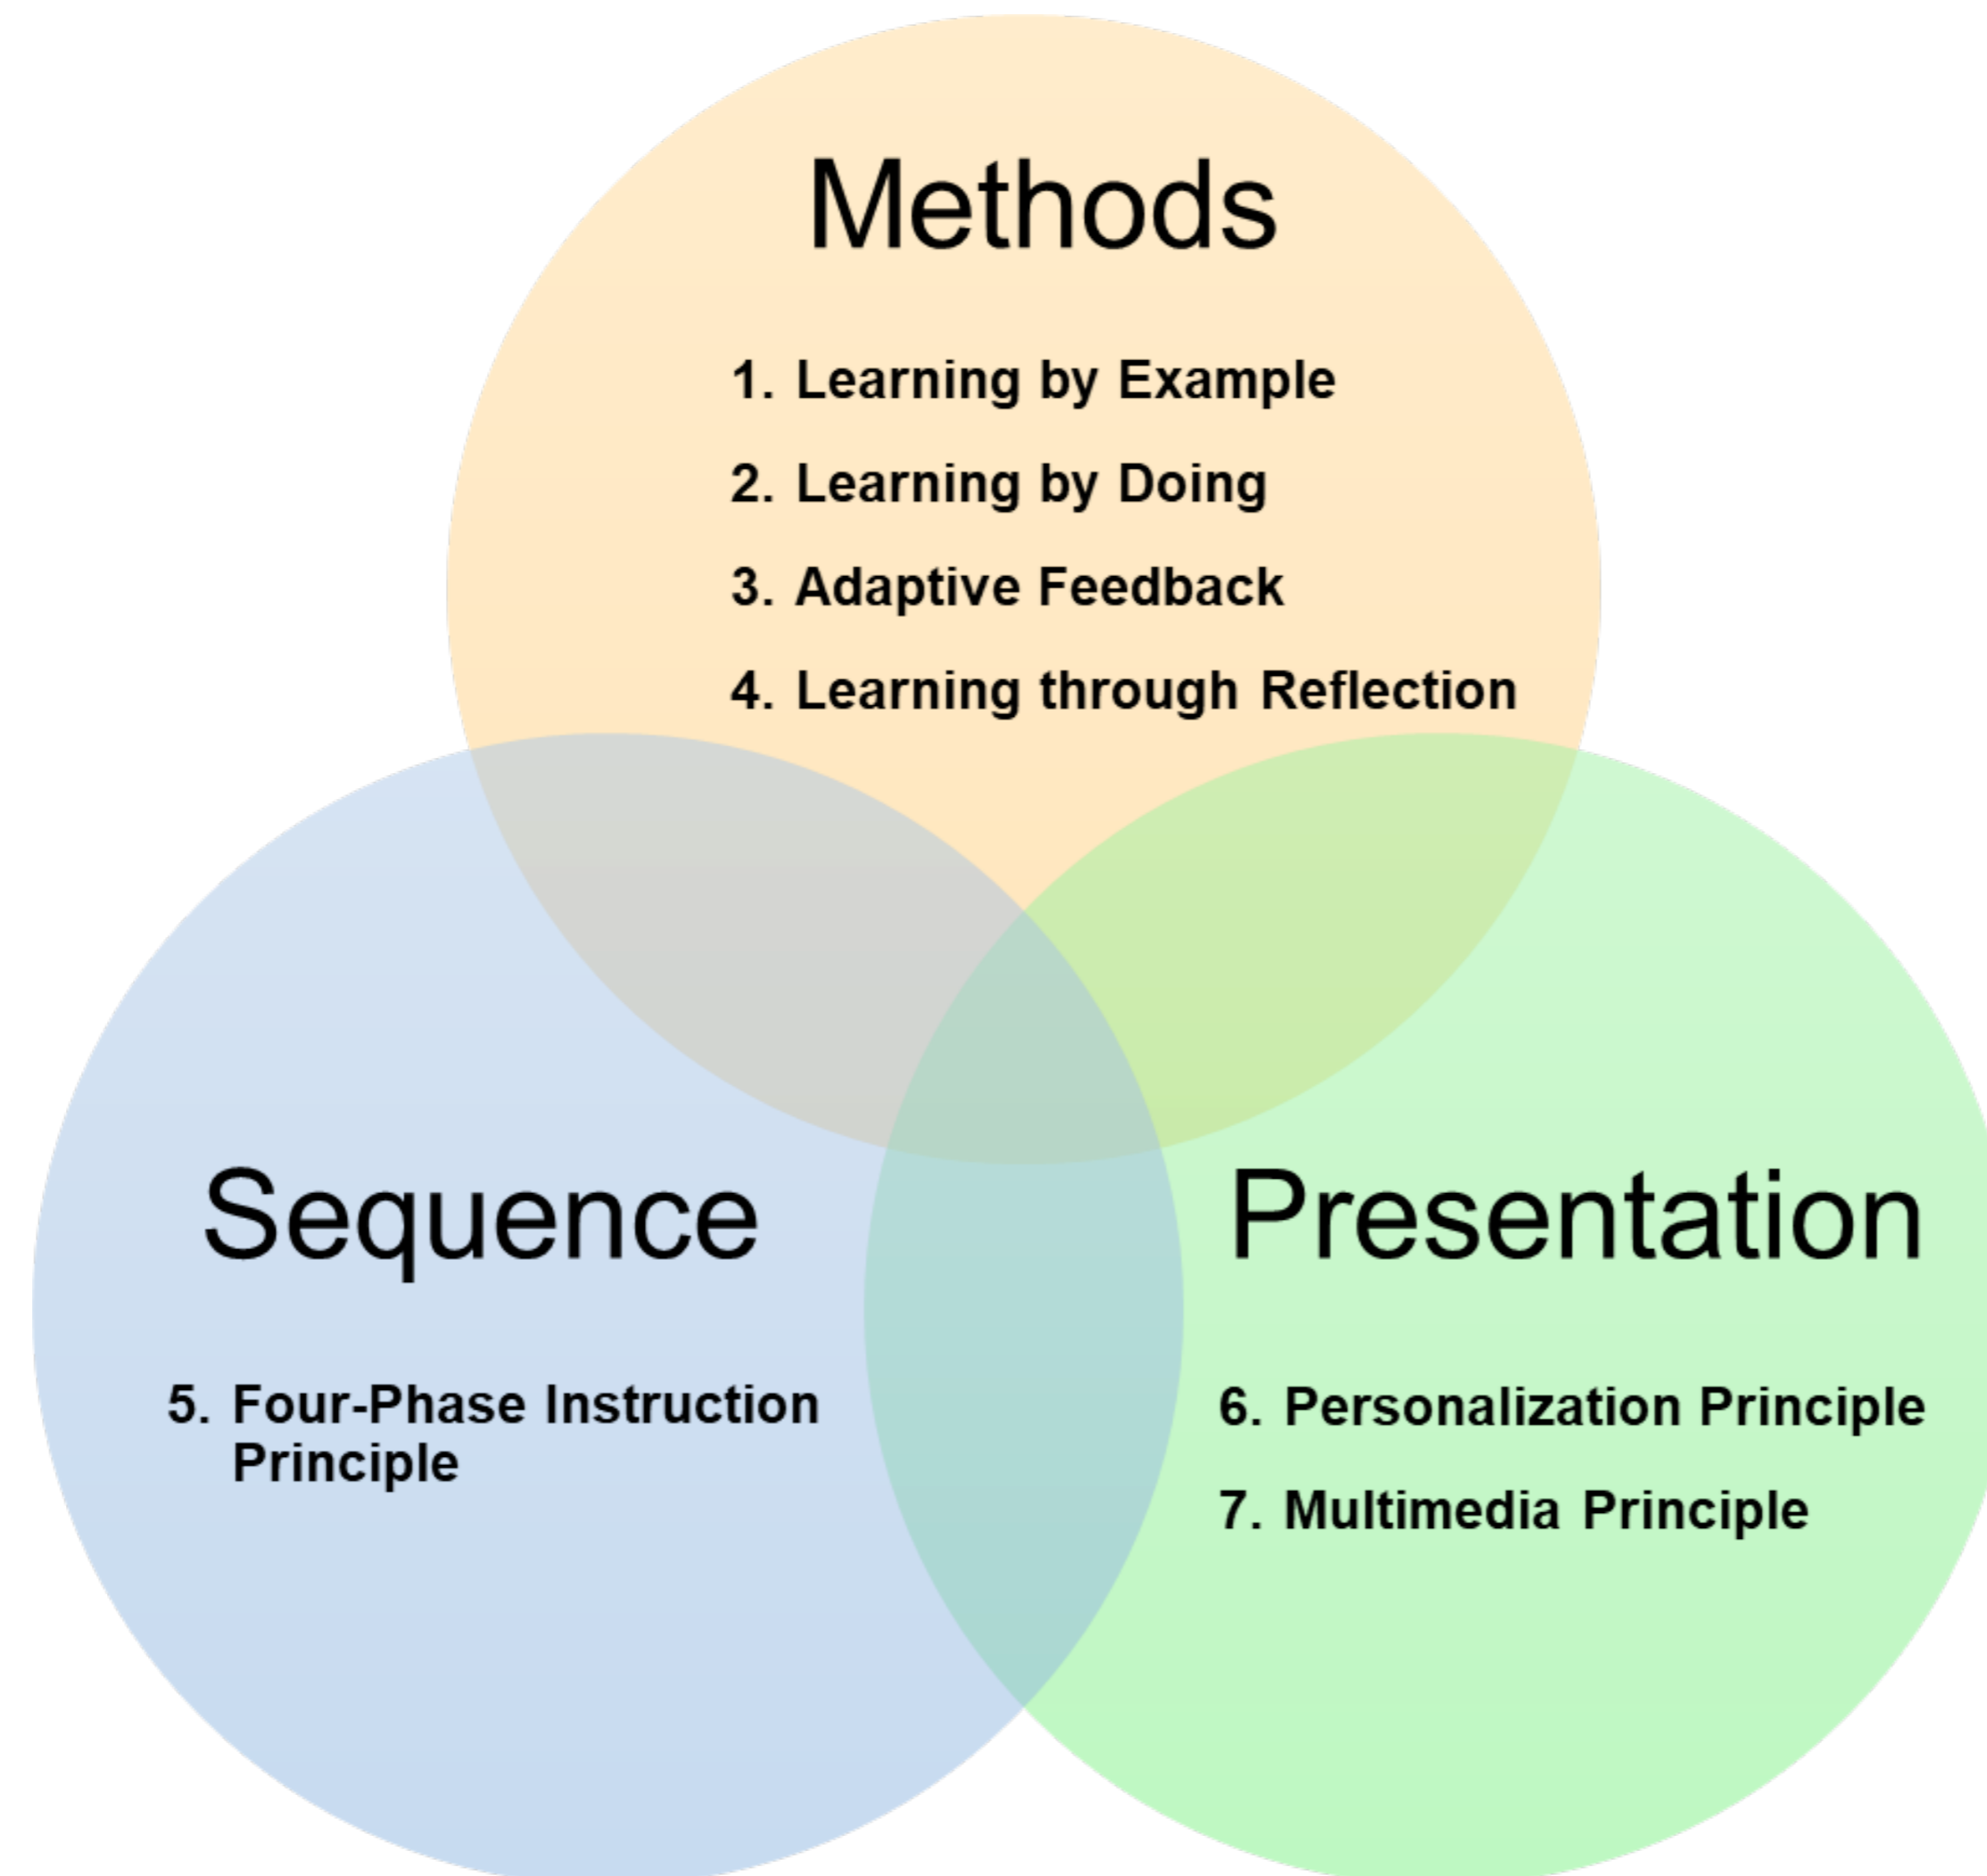 Methods
1. Learning by Example
2. Learning by Doing
3. Adaptive Feedback
4. Learning through Reflection
Sequence
5. Four-Phase Instruction
Principle
Presentation
6. Personalization Principle
7. Multimedia Principle